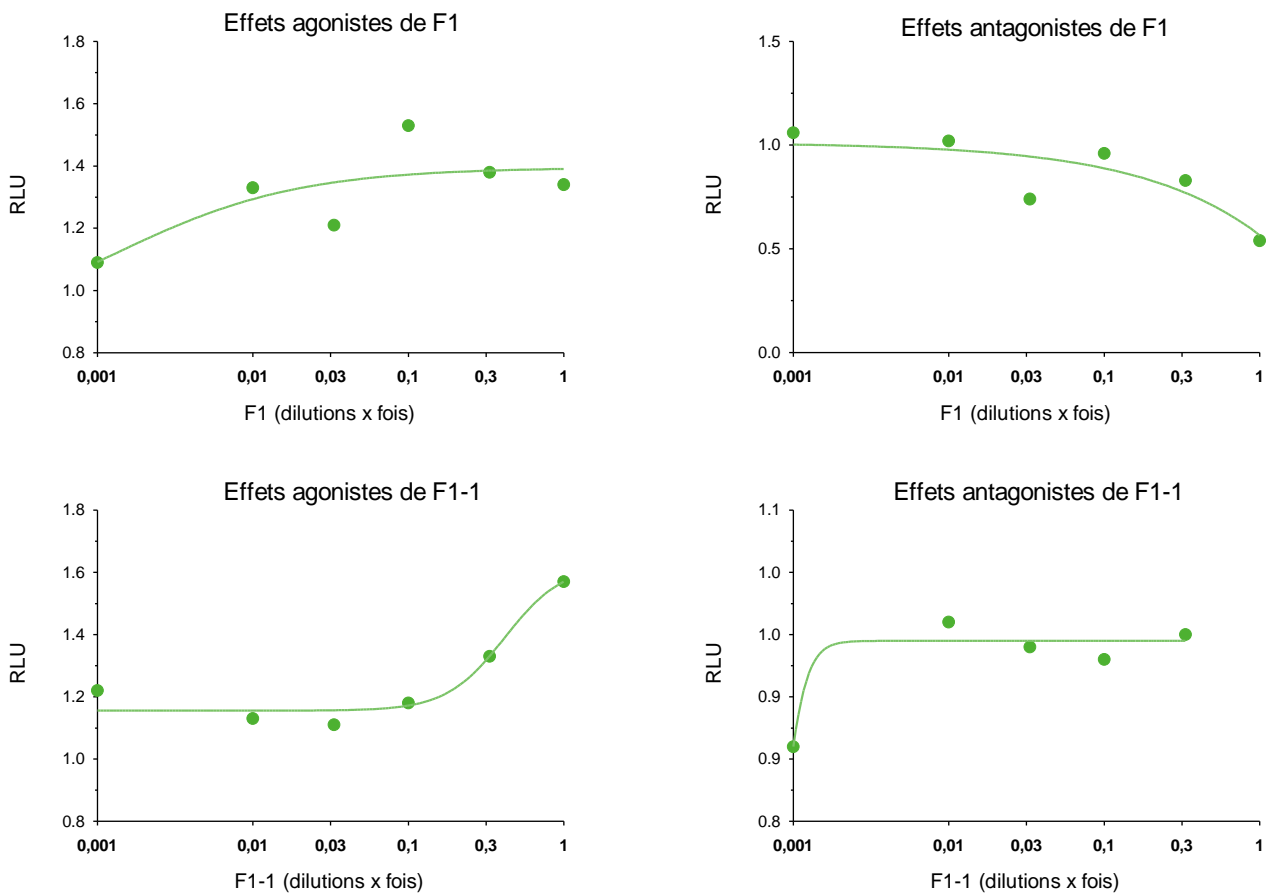 Effets agonistes de F1
1.8
1.6
1.4
1.2
1.0
0.8
RLU
0,001 0,01 0,03 0,1 0,3 1
F1 (dilutions x fois)
Effets antagonistes de F1
1.5
1.0
0.5
0.0
RLU
0,001 0,01 0,03 0,1 0,3 1
F1 (dilutions x fois)
Effets agonistes de F1-1
1.8
1.6
1.4
1.2
1.0
0.8
RLU
0,001 0,01 0,03 0,1 0,3 1
F1-1 (dilutions x fois)
Effets antagonistes de F1-1
1.1
1.0
1.0
0.9
0.9
0.8
RLU
0,001 0,01 0,03 0,1 0,3 1
F1-1 (dilutions x fois)